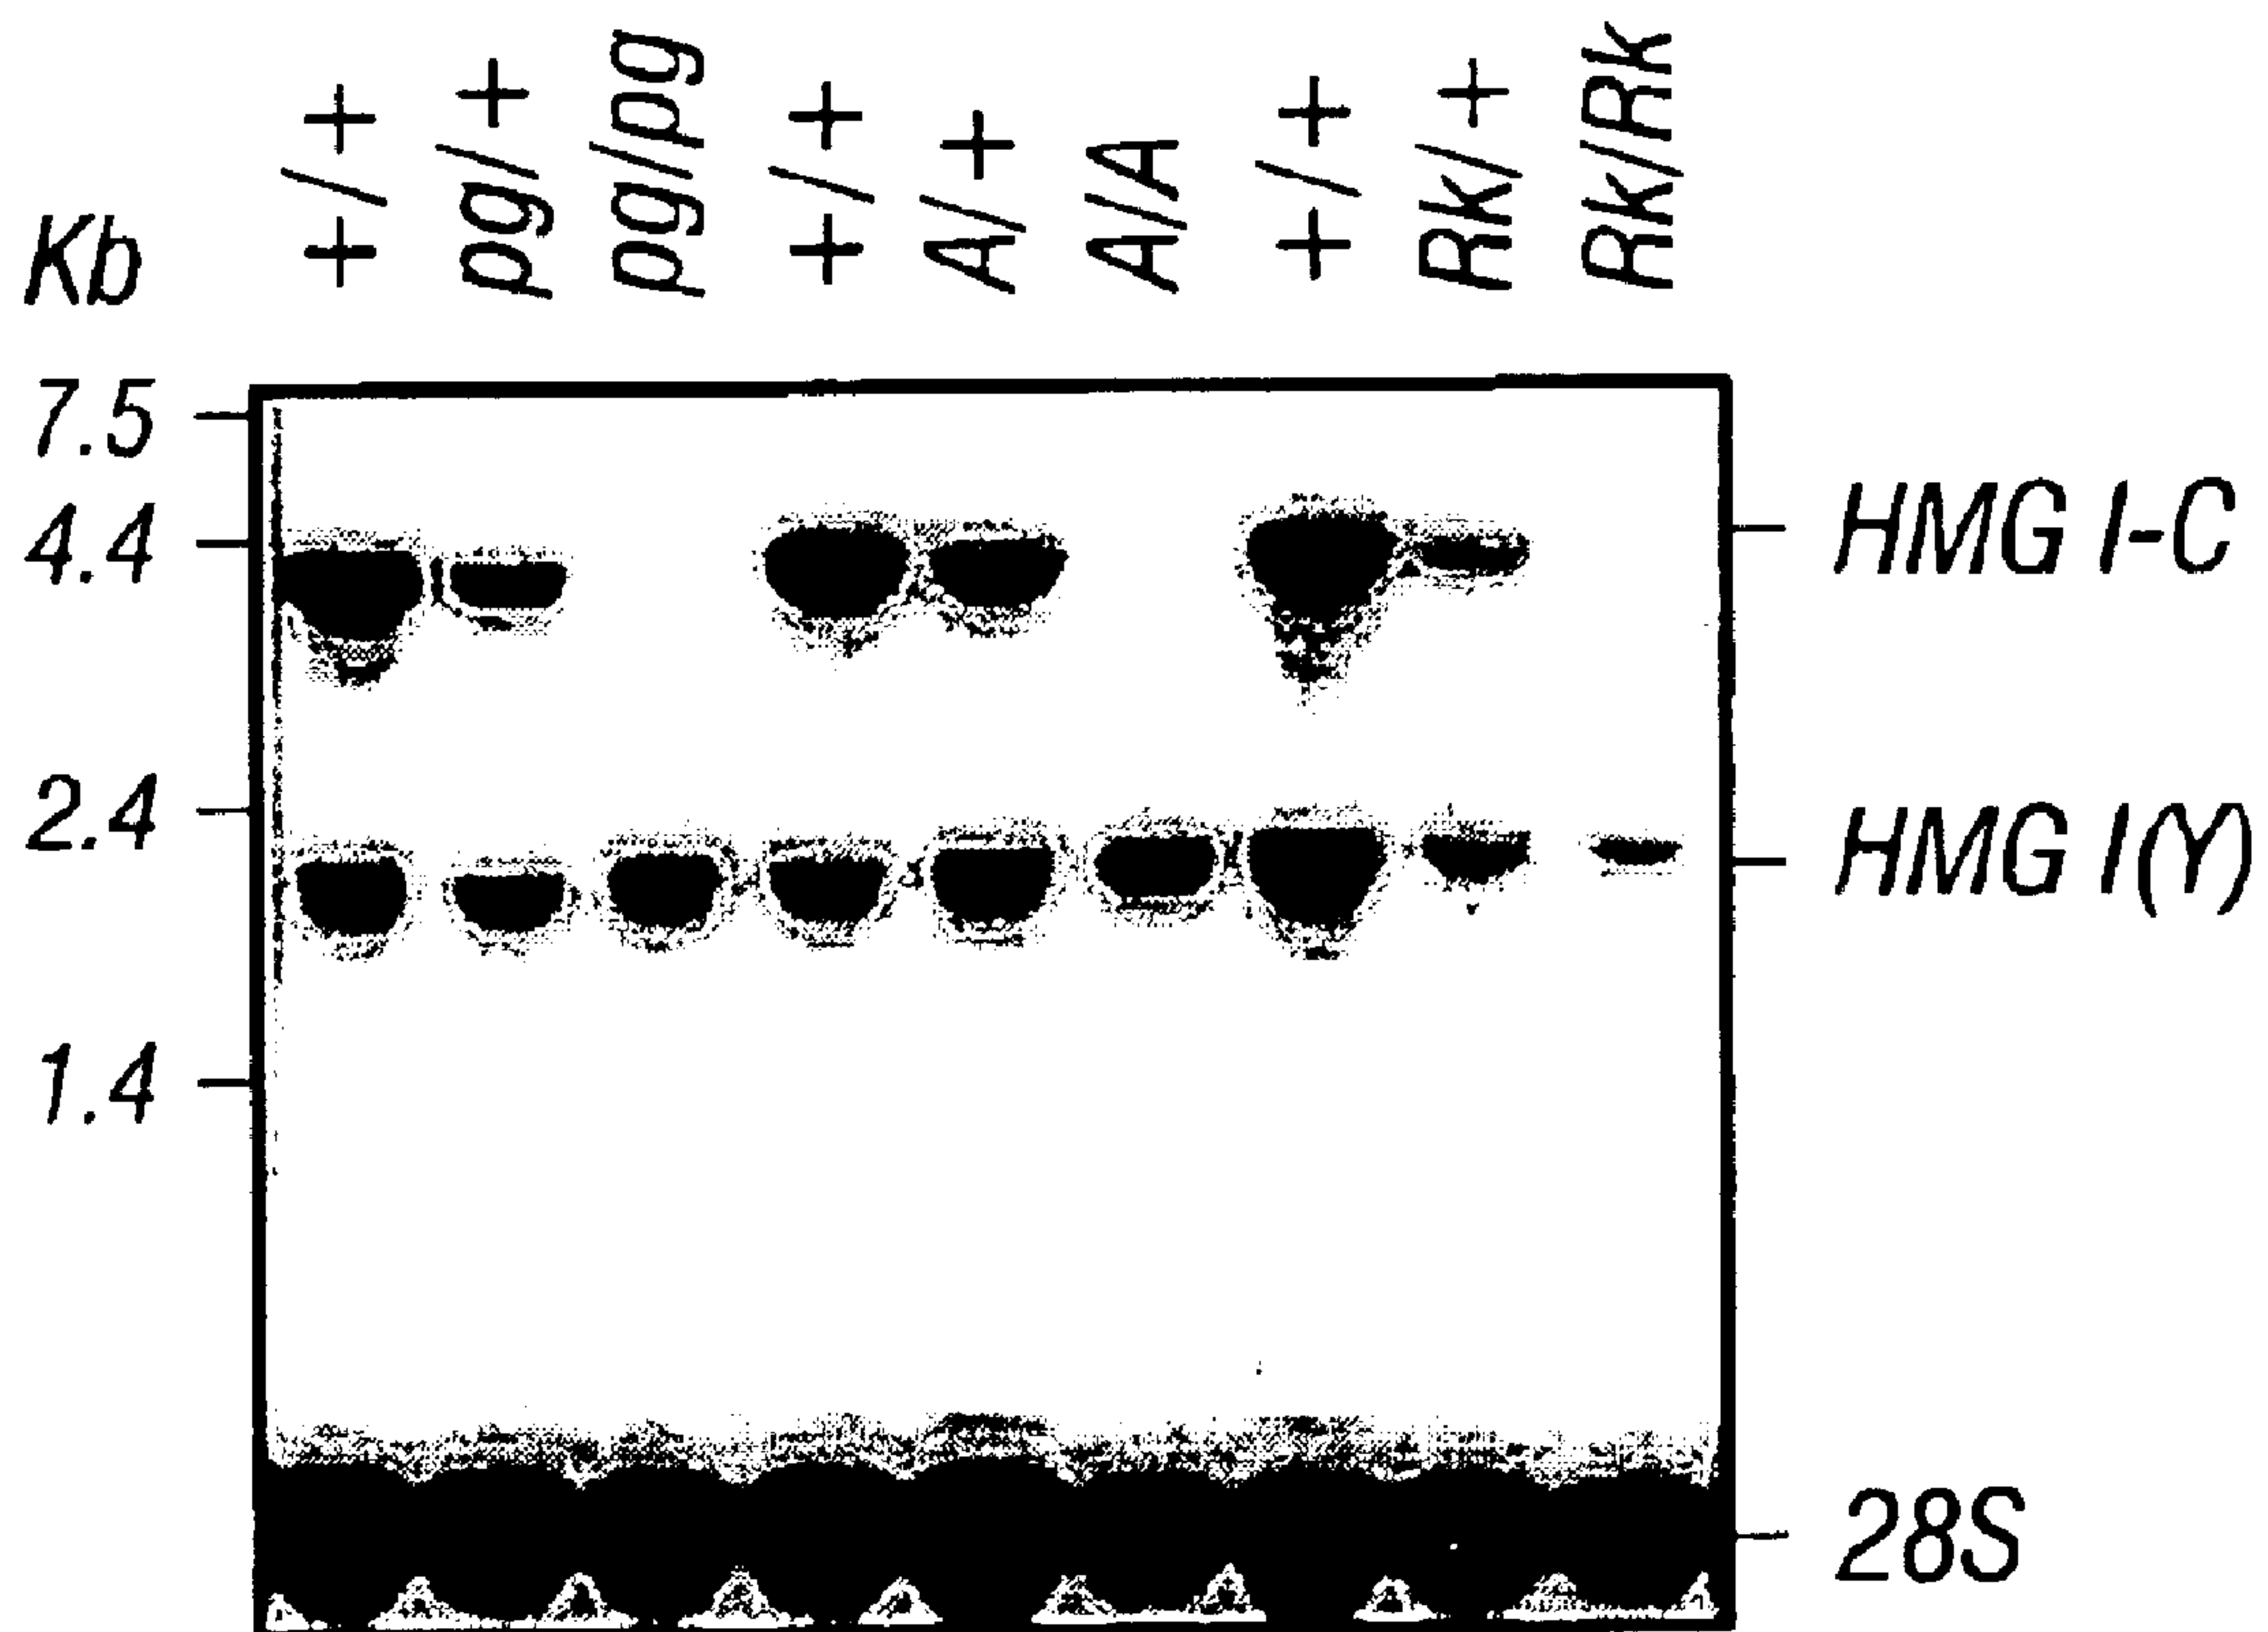 +/+
pg/+
pg/pg
+/+
A/+
A/A
+/+
Rk/+
Rk/Rk
Kb
7.5
4.4
HMG I-C
2.4
HMG I(Y)
1.4
28S